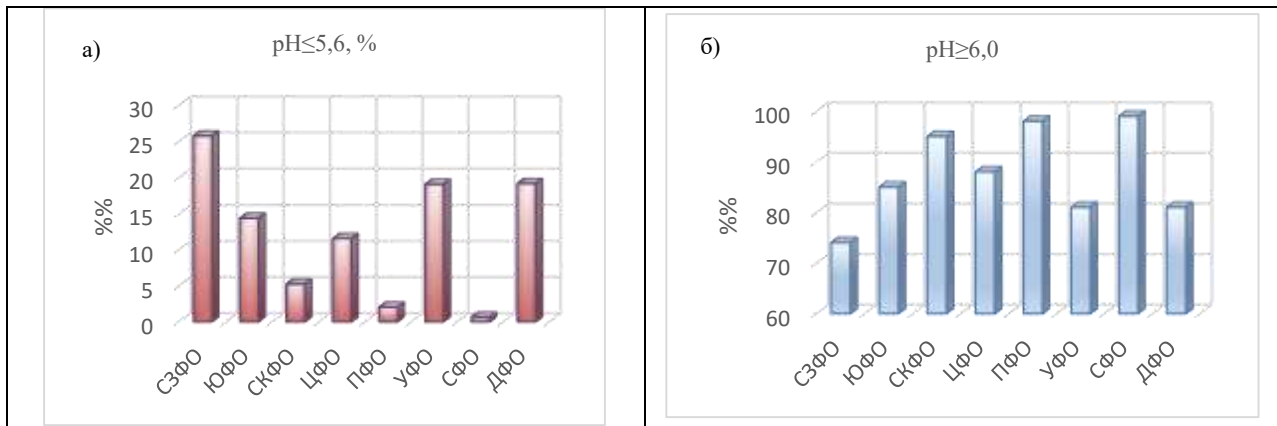 а)
pH≤5,6, %
%%
30
25
20
15
10
5
0
СЗФО
ЮФО
СКФО
ЦФО
ПФО
УФО
СФО
ДФО
б)
pH≥6,0
%%
100
90
80
70
60
СЗФО
ЮФО
СКФО
ЦФО
ПФО
УФО
СФО
ДФО